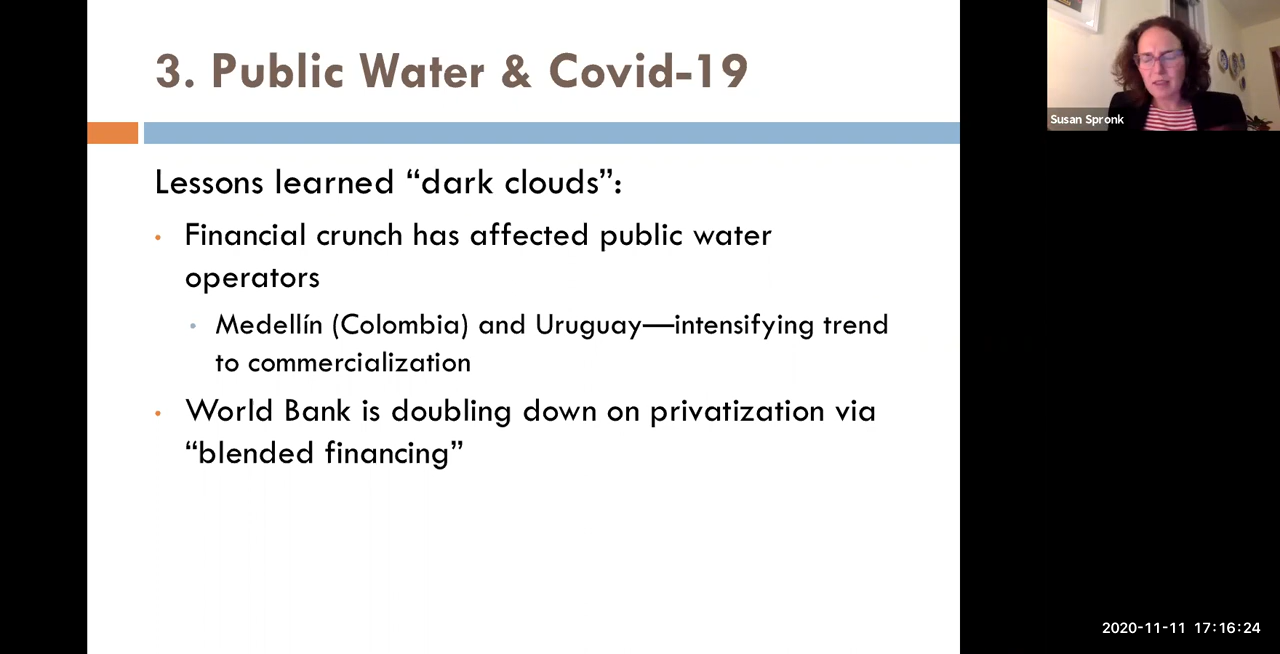 3. Public Water & Covid-19
Susan Spronk
Lessons learned “dark clouds”:
• Financial crunch has affected public water
operators
• Medellín (Colombia) and Uruguay—intensifying trend
to commercialization
• World Bank is doubling down on privatization via
“blended financing”
2020-11-11 17:16:24